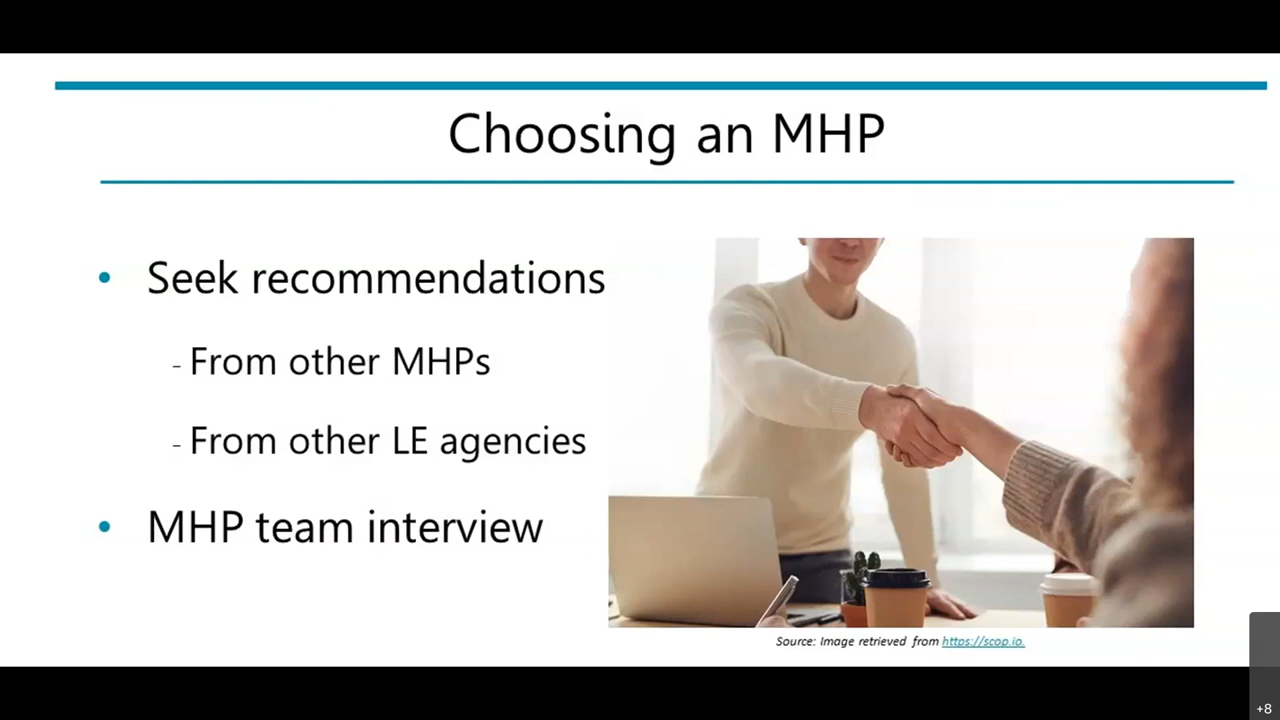 Choosing an MHP
• Seek recommendations
- From other MHPs
- From other LE agencies
• MHP team interview
Source: Image retrieved from https://scop.io.
+8